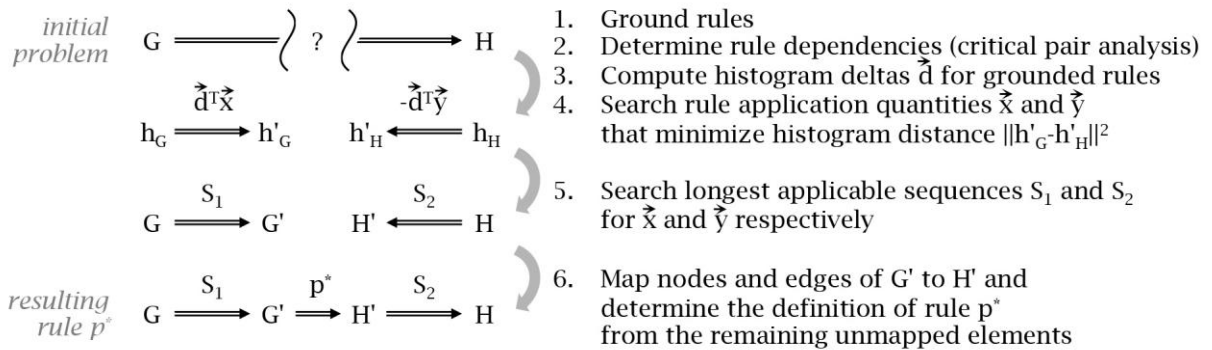 initial
problem
G ? H
d⃗ᵀx⃗ -d⃗ᵀy⃗
h_G h'_G h'_H h_H
S₁ S₂
G G' H' H
resulting
rule p*
S₁ p* S₂
G G' H' H
1. Ground rules
2. Determine rule dependencies (critical pair analysis)
3. Compute histogram deltas d⃗ for grounded rules
4. Search rule application quantities x⃗ and y⃗
that minimize histogram distance ||h'_G-h'_H||²
5. Search longest applicable sequences S₁ and S₂
for x⃗ and y⃗ respectively
6. Map nodes and edges of G' to H' and
determine the definition of rule p*
from the remaining unmapped elements